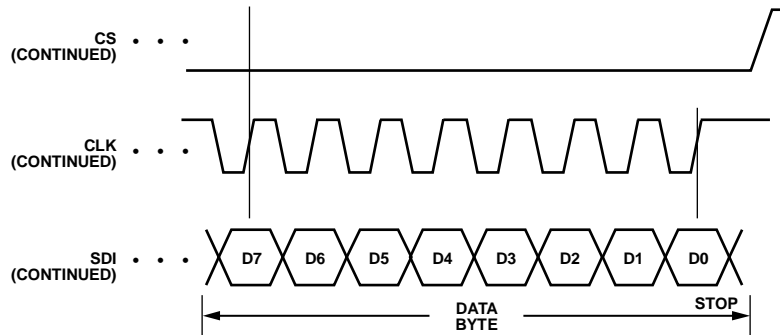 CS
(CONTINUED)
CLK
(CONTINUED)
SDI
(CONTINUED)
D7 D6 D5 D4 D3 D2 D1 D0
STOP
DATA
BYTE